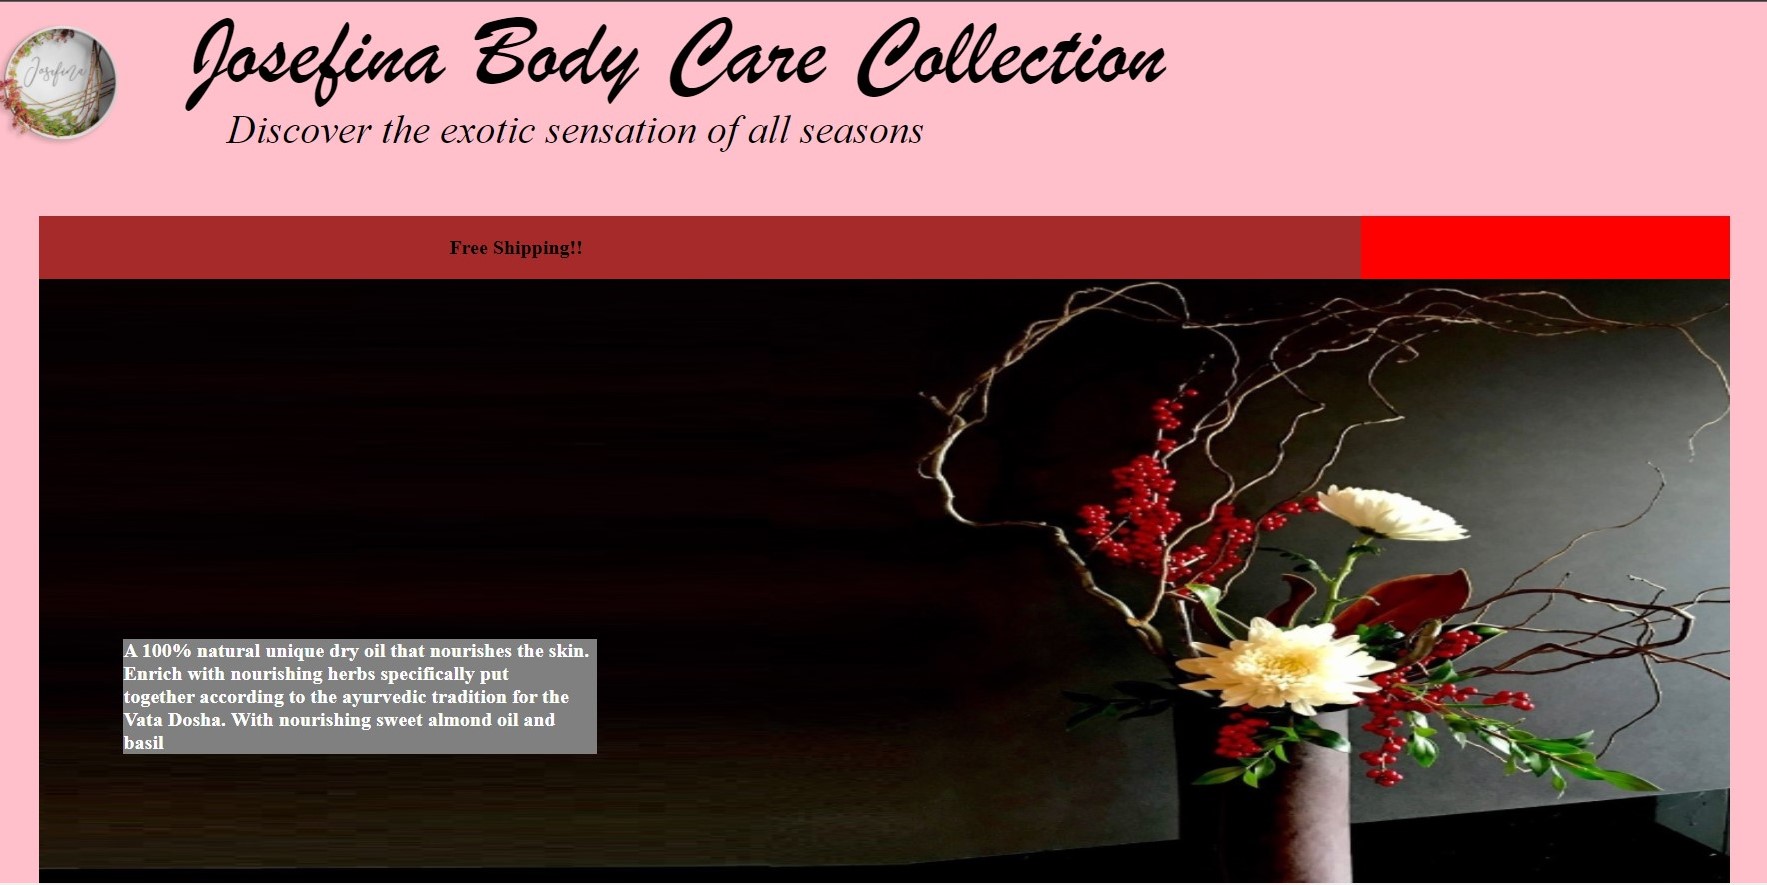 Josefina
Josefina Body Care Collection
Discover the exotic sensation of all seasons
Free Shipping!!
A 100% natural unique dry oil that nourishes the skin.
Enrich with nourishing herbs specifically put
together according to the ayurvedic tradition for the
Vata Dosha. With nourishing sweet almond oil and
basil